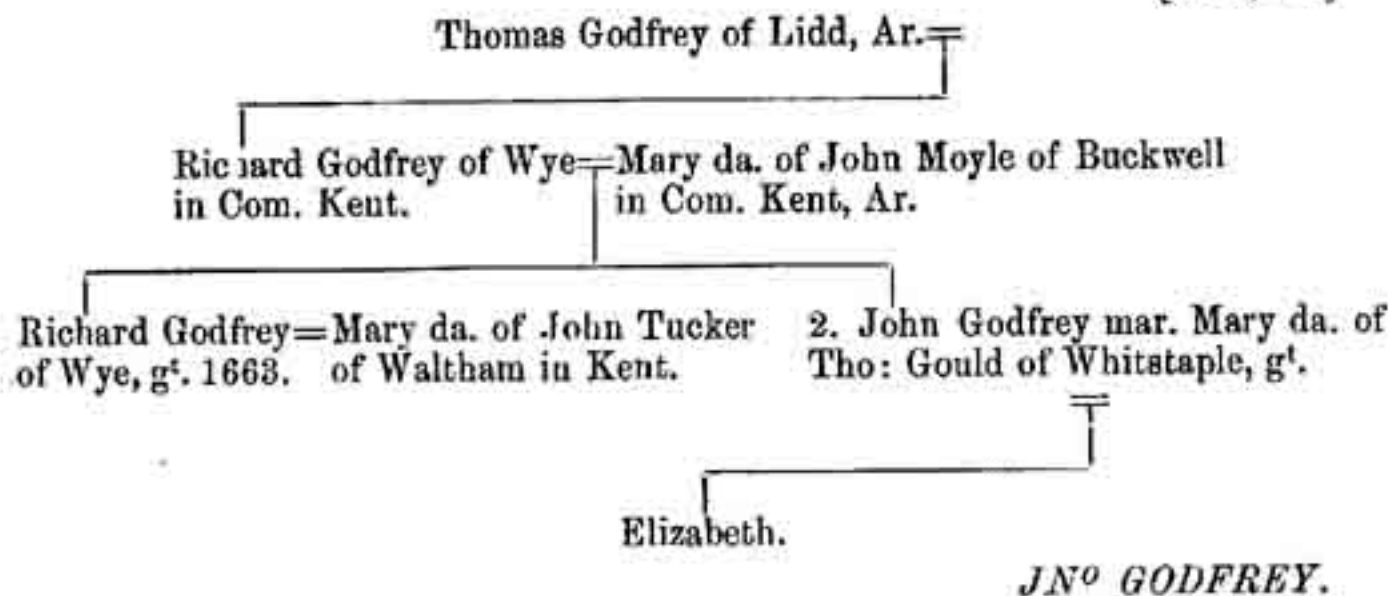 Thomas Godfrey of Lidd, Ar.
Richard Godfrey of Wye=Mary da. of John Moyle of Buckwell
in Com. Kent. in Com. Kent, Ar.
Richard Godfrey=Mary da. of John Tucker 2. John Godfrey mar. Mary da. of
of Wye, gᵗ. 1663. of Waltham in Kent. Tho: Gould of Whitstaple, gᵗ.
Elizabeth.
JNᵒ GODFREY.